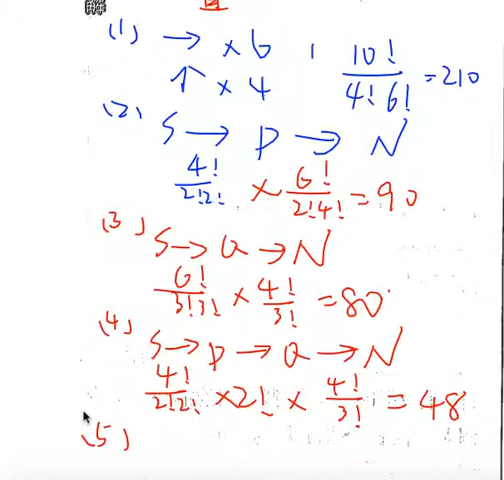 解
(1) → × 6 , 10!/4!6! = 210
↑ × 4
(2) S → P → N
4!/2!2! × 6!/2!4! = 90
(3) S → Q → N
6!/3!3! × 4!/3! = 80
(4) S → P → Q → N
4!/2!2! × 2! × 4!/3! = 48
(5)